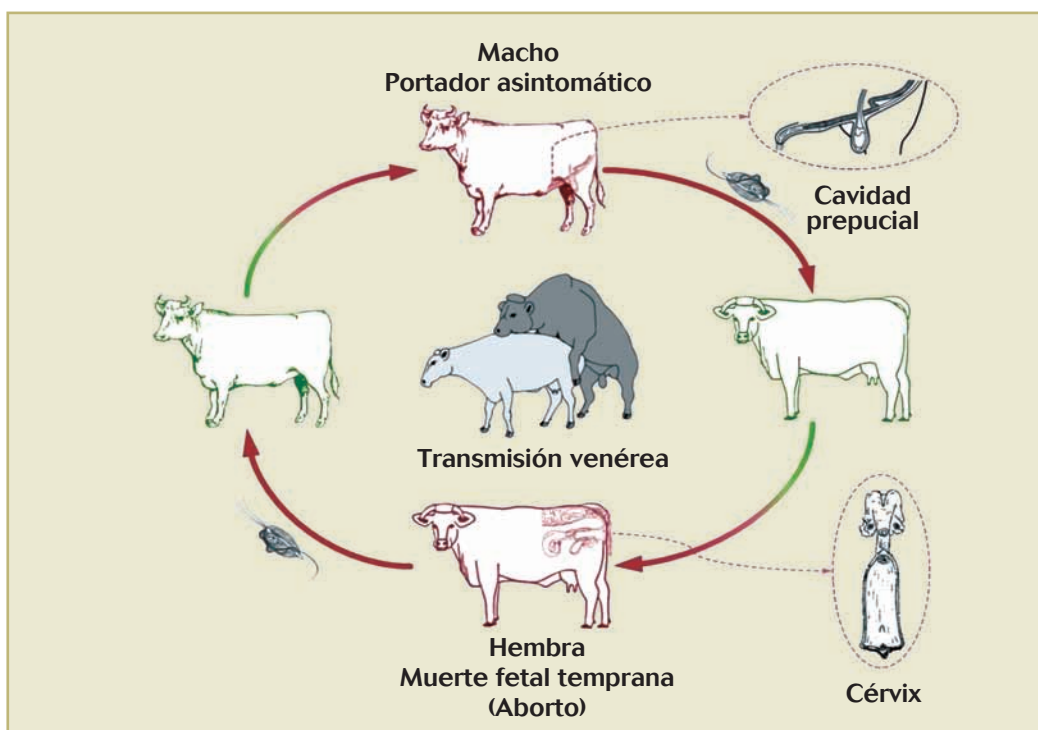 Macho
Portador asintomático
Cavidad
prepucial
Transmisión venérea
Hembra
Muerte fetal temprana
(Aborto)
Cérvix